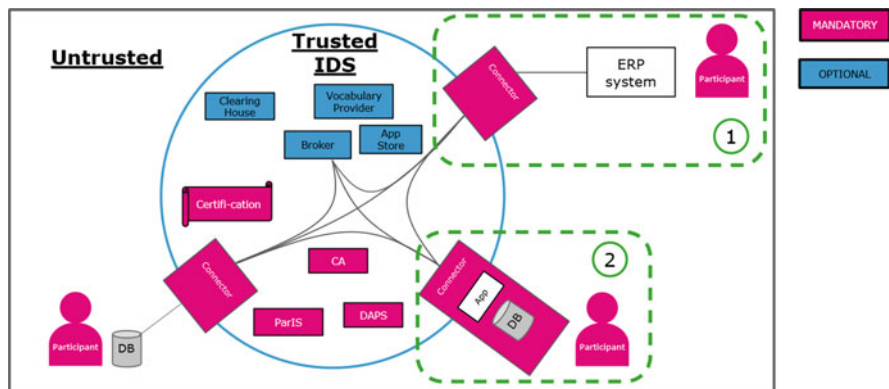 Untrusted
Trusted
IDS
Clearing
House
Vocabulary
Provider
Broker
App
Store
Connector
ERP
system
Participant
1
MANDATORY
OPTIONAL
Certifi-cation
Connector
CA
ParIS
DAPS
Participant
DB
Connector
App
DB
2
Participant